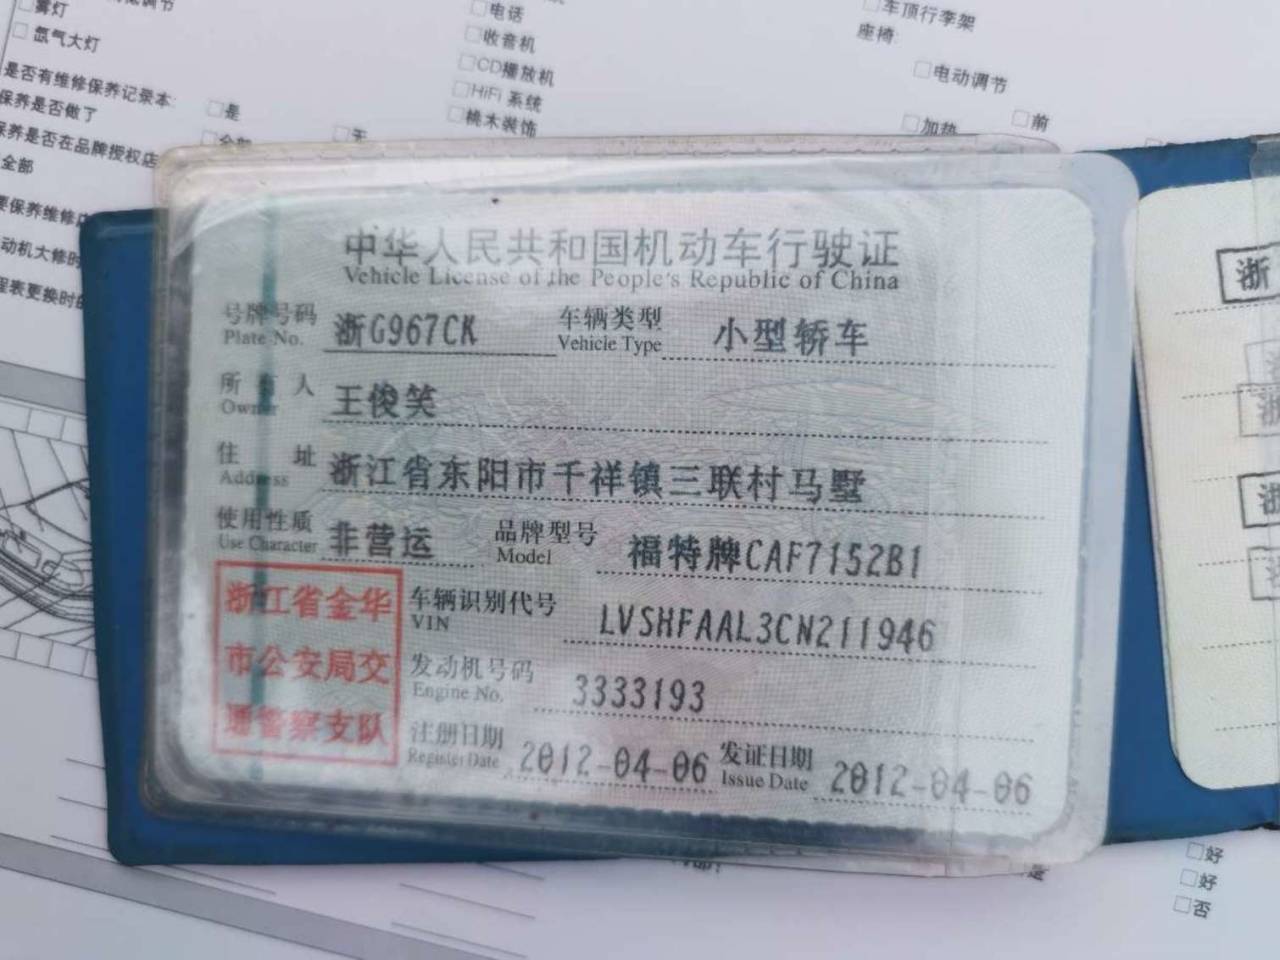 雾灯
氙气大灯
是否有维修保养记录本:
□是
保养是否做了
□全部
□无
保养是否在品牌授权店
全部
电话
收音机
CD播放机
HiFi 系统
桃木装饰
车顶行李架
座椅:
□电动调节
□加热
□前
中华人民共和国机动车行驶证
Vehicle License of the People's Republic of China
号牌号码 浙G967CK 车辆类型 小型轿车
Plate No. Vehicle Type
所有人 王俊笑
Owner
住址 浙江省东阳市千祥镇三联村马墅
Address
使用性质 非营运 品牌型号 福特牌CAF7152B1
Use Character Model
浙江省金华
市公安局交
通警察支队
车辆识别代号 LVSHFAAL3CN211946
VIN
发动机号码 3333193
Engine No.
注册日期 2012-04-06 发证日期 2012-04-06
Register Date Issue Date
浙
□好
□好
□否